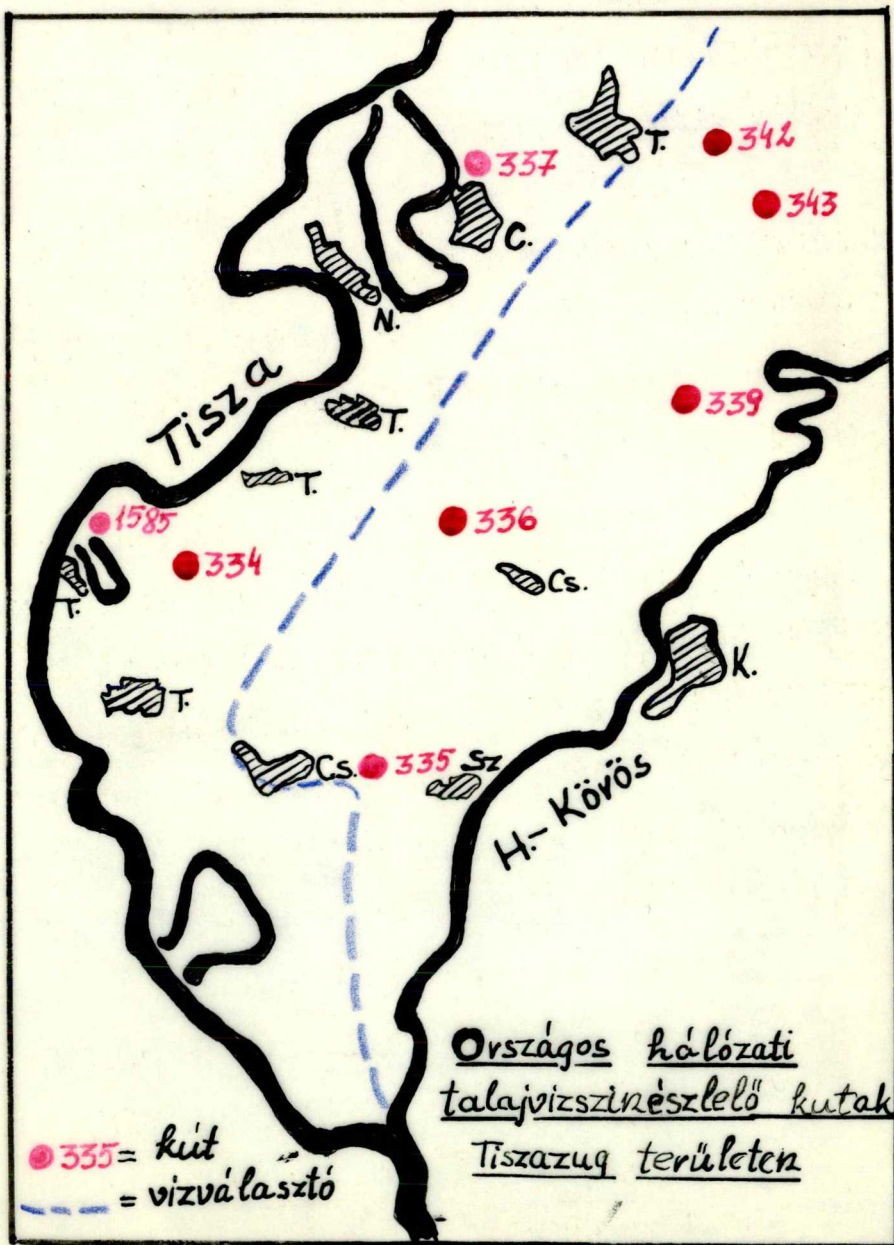 T.
342
337
343
C.
N.
Tisza
339
T.
T.
1585
336
334
Cs.
T.
K.
T.
Cs.
335
Sz
H.-Körös
Országos hálózati
talajvizszinészlelő kutak
Tiszazug területén
335 = kút
= vizválasztó